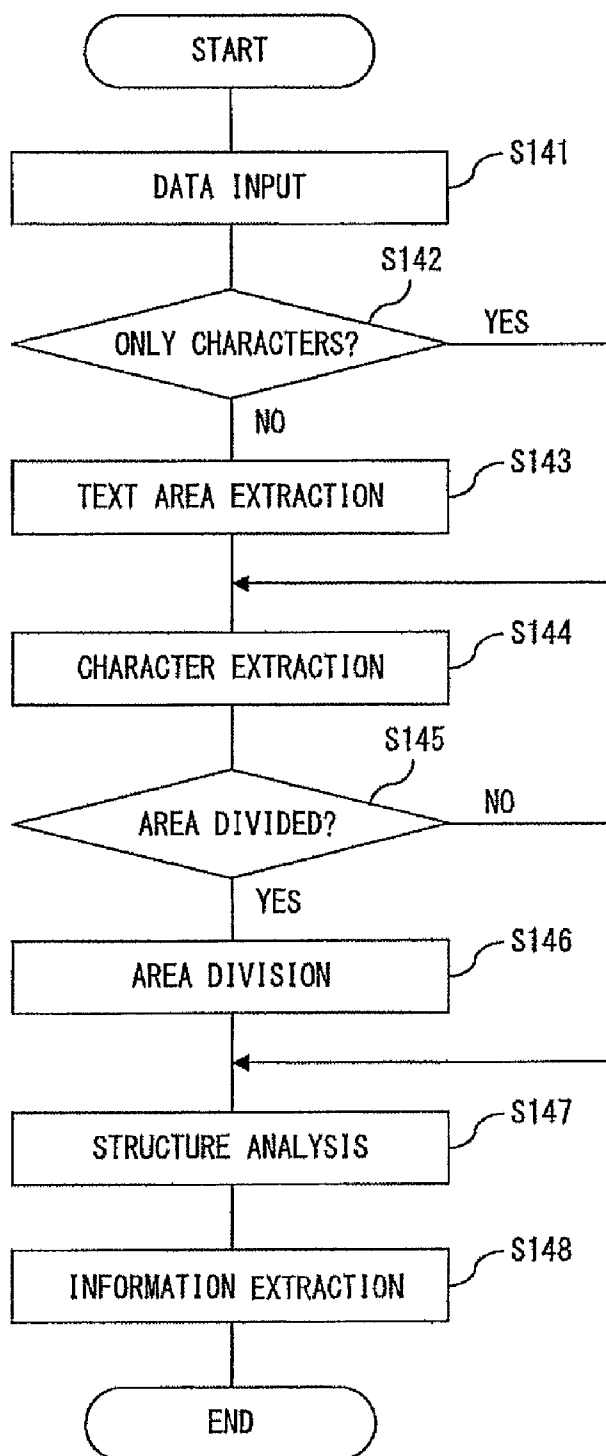 START
S141
DATA INPUT
S142
ONLY CHARACTERS?
YES
NO
S143
TEXT AREA EXTRACTION
S144
CHARACTER EXTRACTION
S145
AREA DIVIDED?
NO
YES
S146
AREA DIVISION
S147
STRUCTURE ANALYSIS
S148
INFORMATION EXTRACTION
END